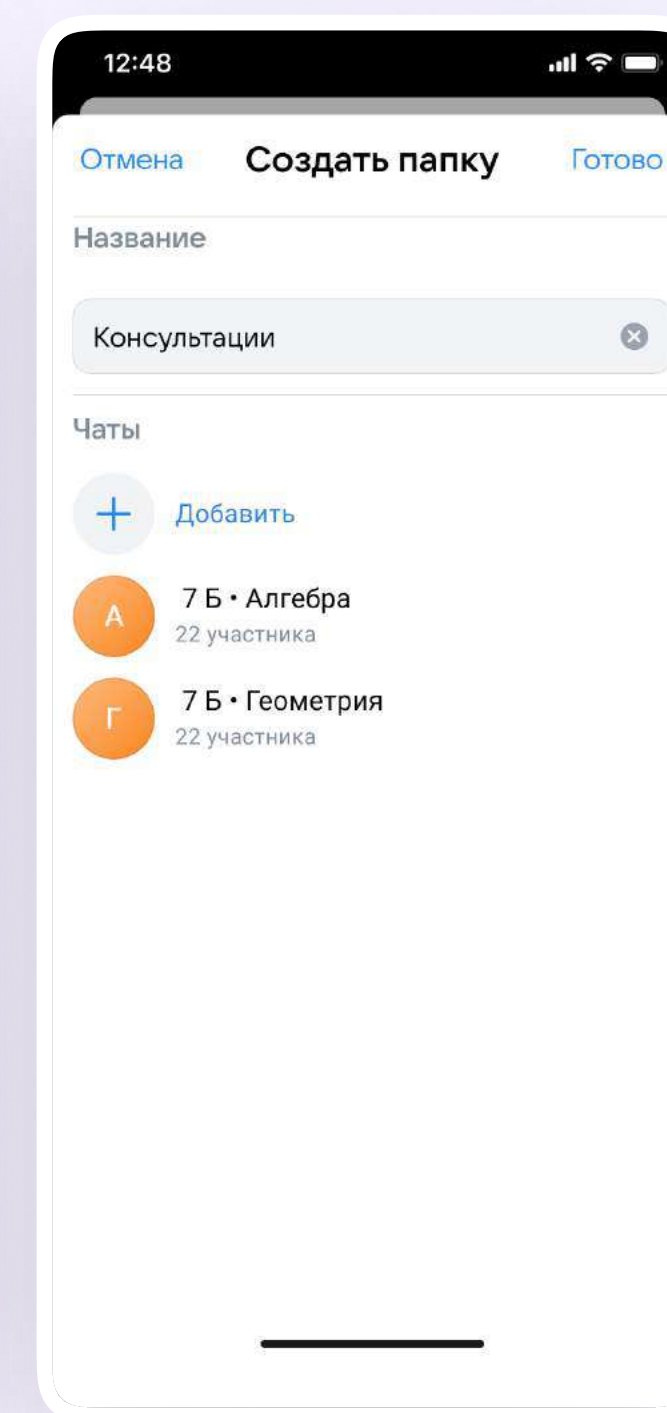 12:48
Отмена Создать папку Готово
Название
Консультации
Чаты
Добавить
А
7 Б • Алгебра
22 участника
Г
7 Б • Геометрия
22 участника